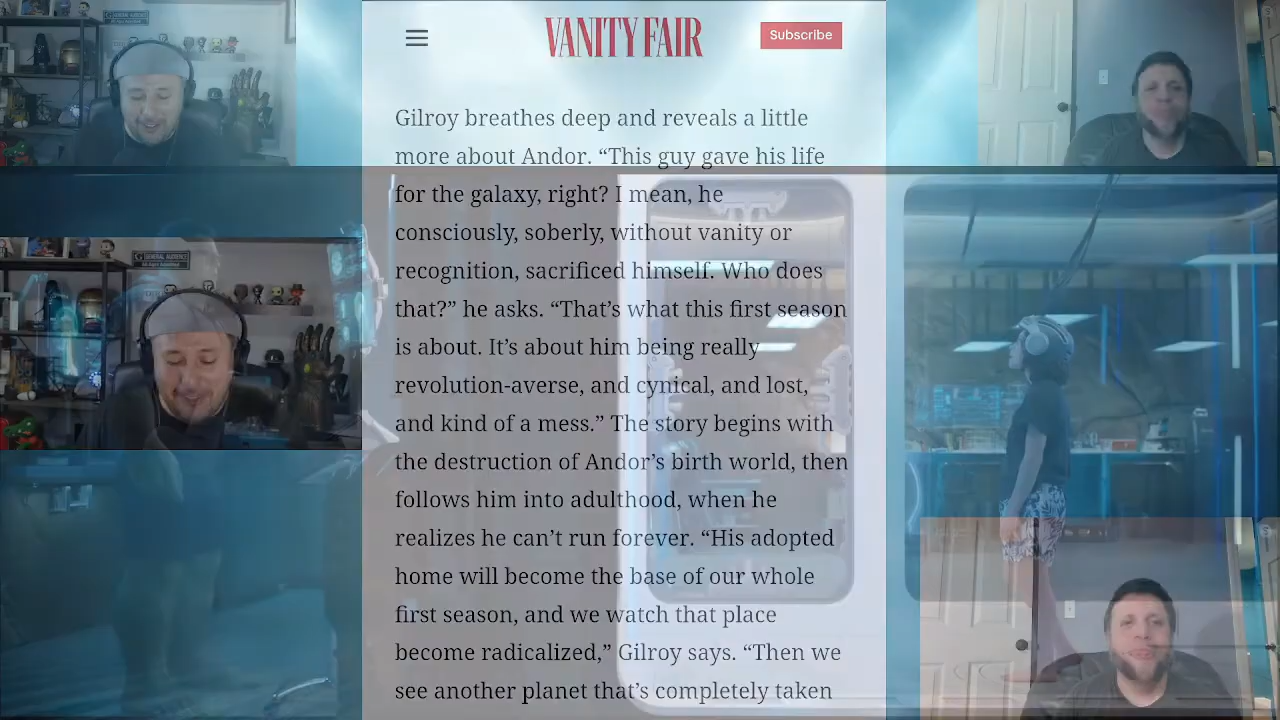 VANITY FAIR
Subscribe
Gilroy breathes deep and reveals a little
more about Andor. “This guy gave his life
for the galaxy, right? I mean, he
consciously, soberly, without vanity or
recognition, sacrificed himself. Who does
that?” he asks. “That’s what this first season
is about. It’s about him being really
revolution-averse, and cynical, and lost,
and kind of a mess.” The story begins with
the destruction of Andor’s birth world, then
follows him into adulthood, when he
realizes he can’t run forever. “His adopted
home will become the base of our whole
first season, and we watch that place
become radicalized,” Gilroy says. “Then we
see another planet that’s completely taken
GENERAL AUDIENCE